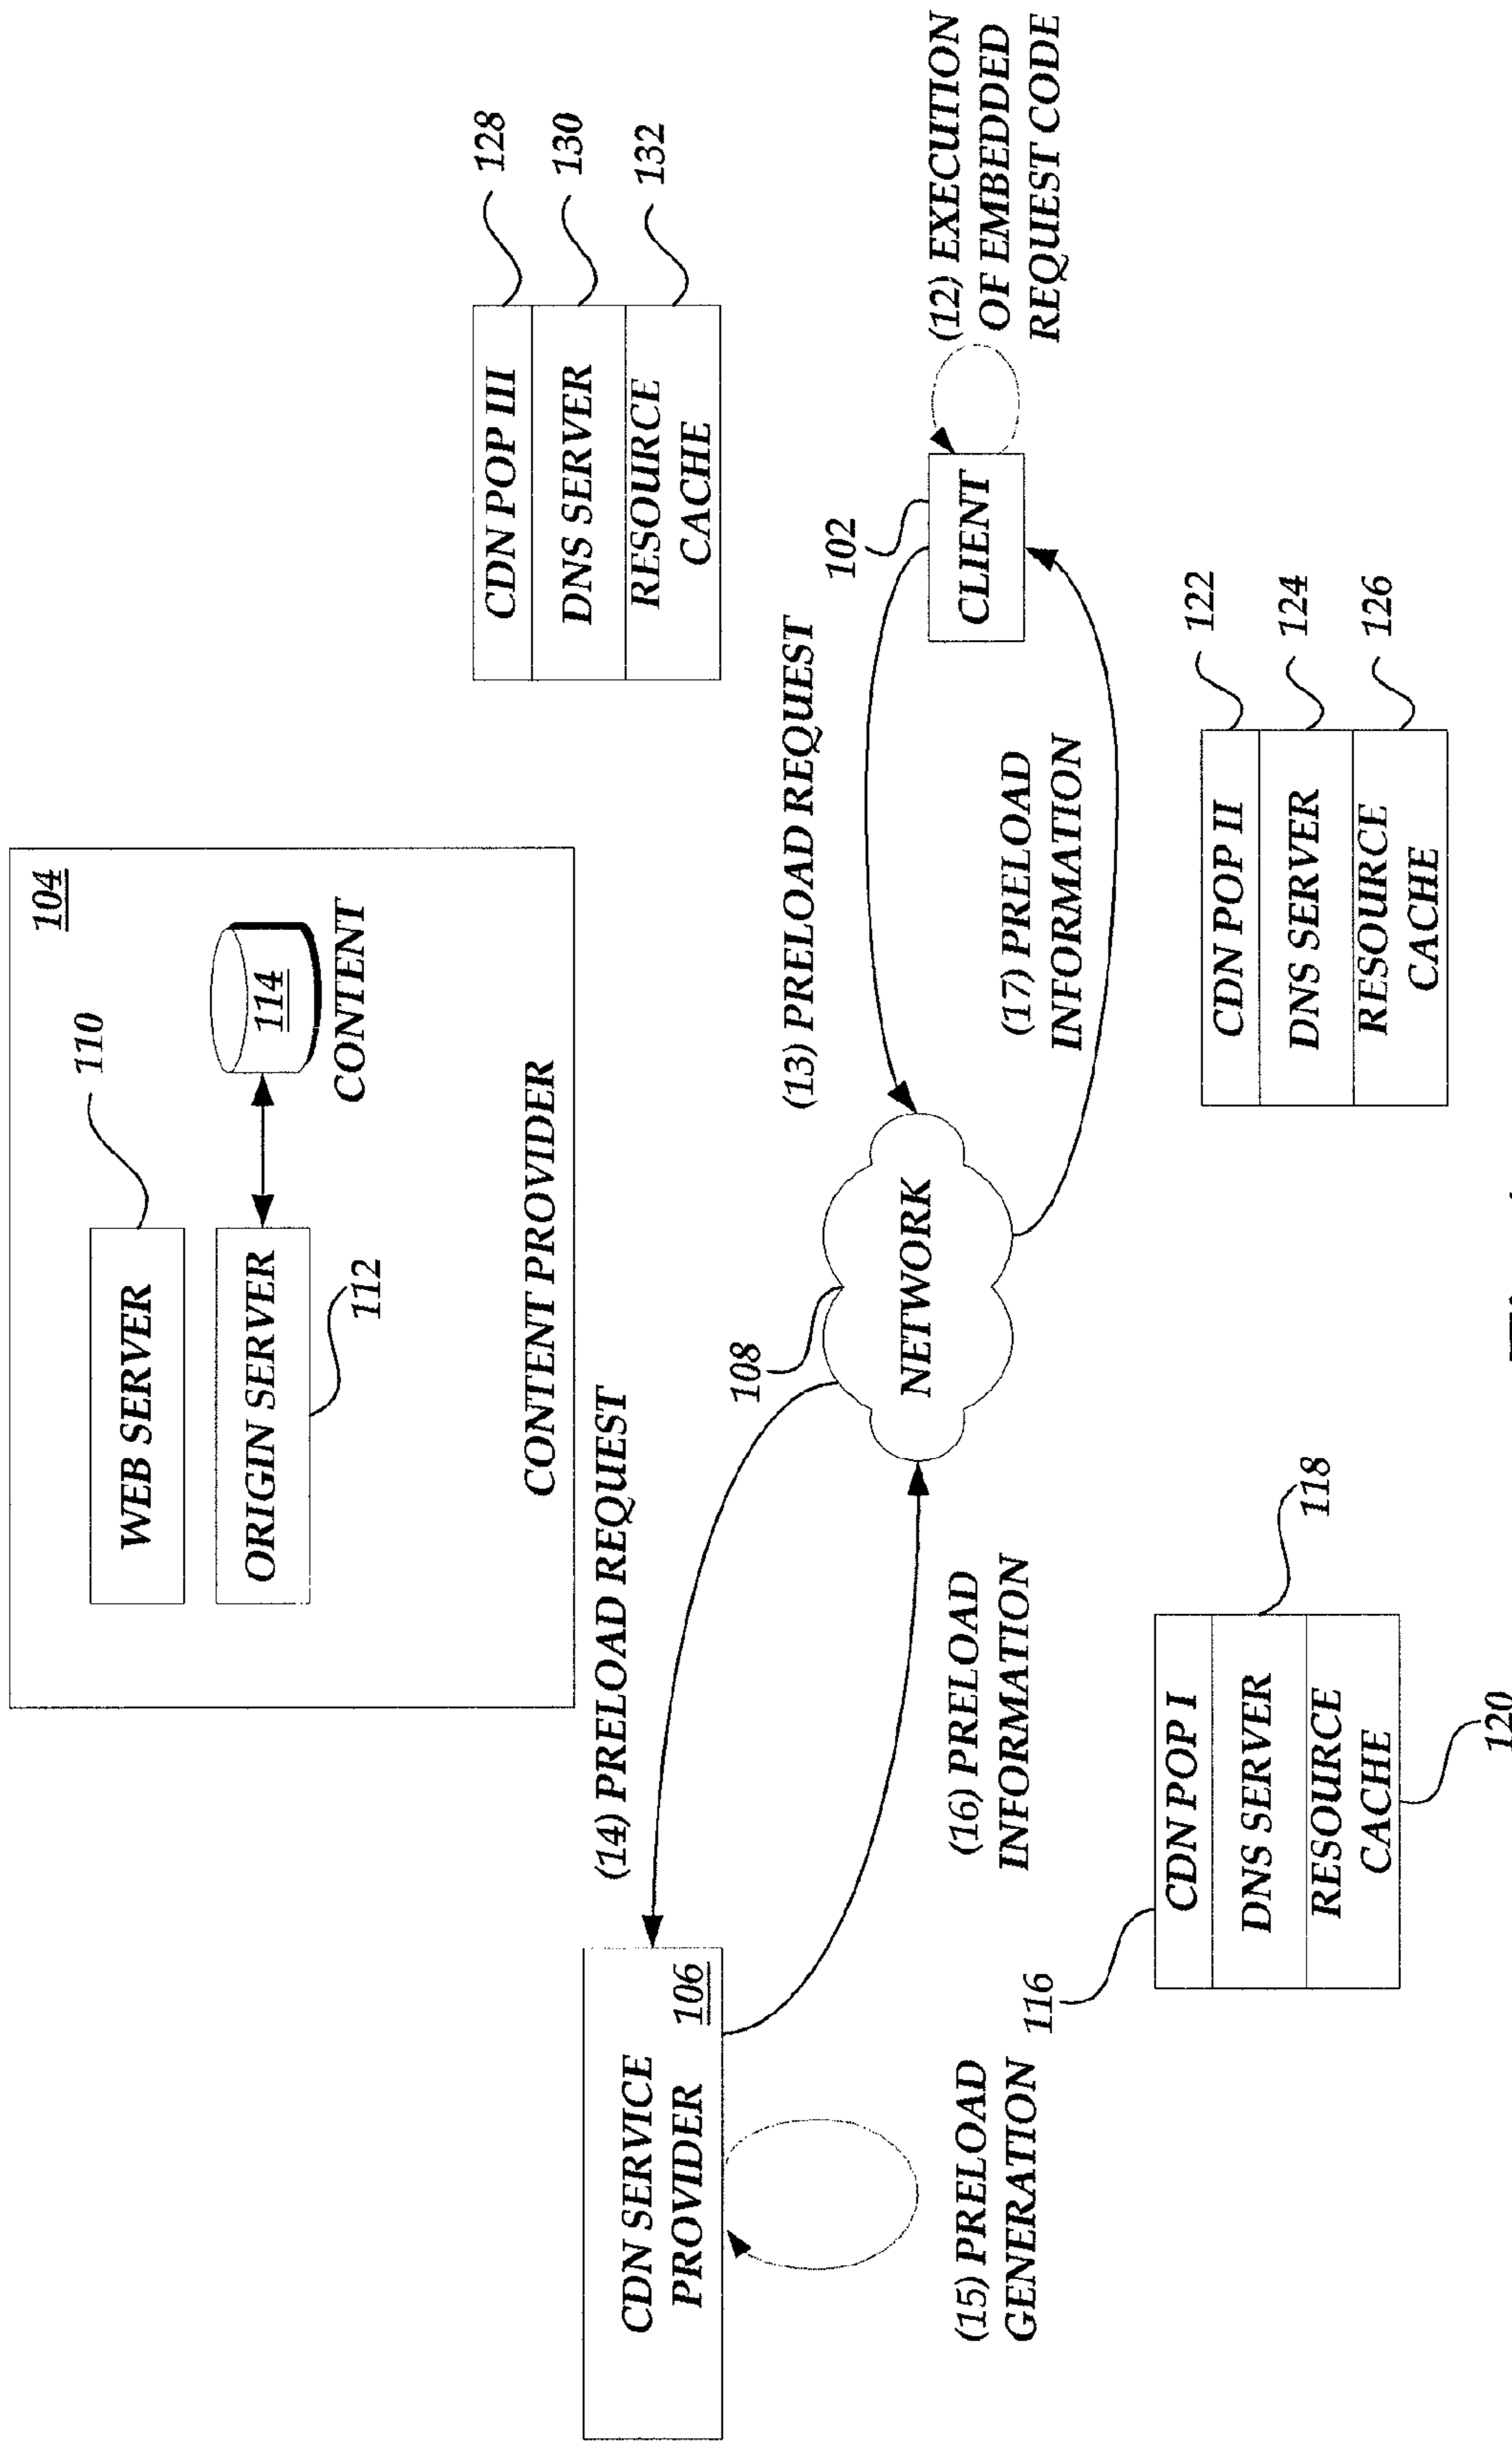 104
WEB SERVER
110
ORIGIN SERVER
112
114
CONTENT
CONTENT PROVIDER
CDN POP III
128
DNS SERVER
130
RESOURCE
CACHE
132
CDN SERVICE
PROVIDER
106
(14) PRELOAD REQUEST
108
NETWORK
(13) PRELOAD REQUEST
102
CLIENT
(12) EXECUTION
OF EMBEDDED
REQUEST CODE
(15) PRELOAD
GENERATION
(16) PRELOAD
INFORMATION
(17) PRELOAD
INFORMATION
116
CDN POP I
DNS SERVER
118
RESOURCE
CACHE
120
CDN POP II
122
DNS SERVER
124
RESOURCE
CACHE
126